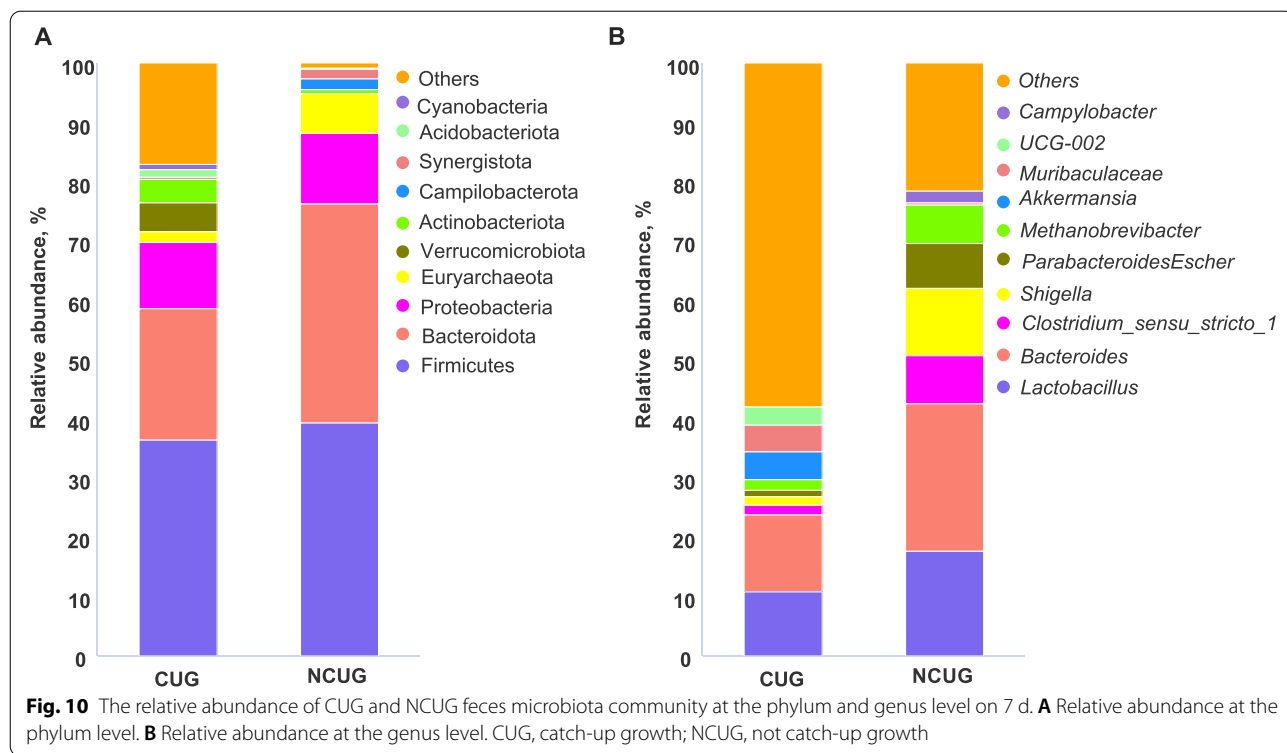 A
Relative abundance, %
100
90
80
70
60
50
40
30
20
10
0
CUG
NCUG
Others
Cyanobacteria
Acidobacteriota
Synergistota
Campilobacterota
Actinobacteriota
Verrucomicrobiota
Euryarchaeota
Proteobacteria
Bacteroidota
Firmicutes
B
Relative abundance, %
100
90
80
70
60
50
40
30
20
10
0
CUG
NCUG
Others
Campylobacter
UCG-002
Muribaculaceae
Akkermansia
Methanobrevibacter
ParabacteroidesEscher
Shigella
Clostridium_sensu_stricto_1
Bacteroides
Lactobacillus
Fig. 10 The relative abundance of CUG and NCUG feces microbiota community at the phylum and genus level on 7 d. A Relative abundance at the
phylum level. B Relative abundance at the genus level. CUG, catch-up growth; NCUG, not catch-up growth